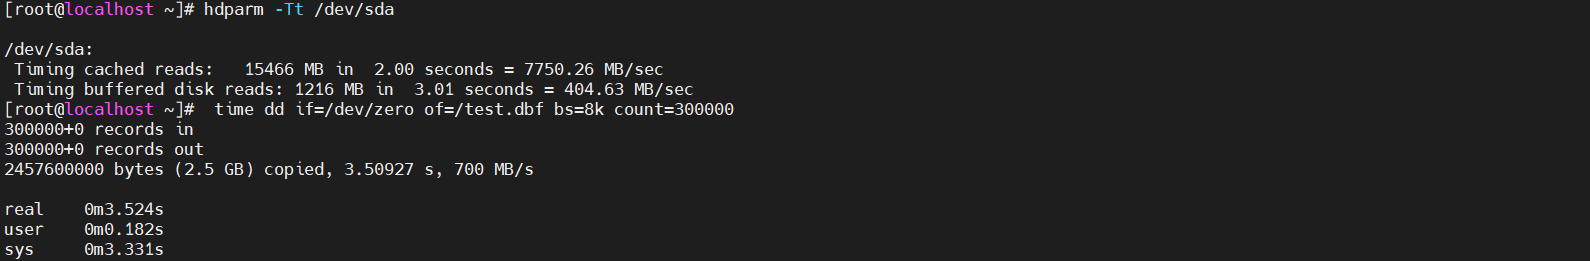 [root@localhost ~]# hdparm -Tt /dev/sda

/dev/sda:
 Timing cached reads:   15466 MB in  2.00 seconds = 7750.26 MB/sec
 Timing buffered disk reads: 1216 MB in  3.01 seconds = 404.63 MB/sec
[root@localhost ~]#  time dd if=/dev/zero of=/test.dbf bs=8k count=300000
300000+0 records in
300000+0 records out
2457600000 bytes (2.5 GB) copied, 3.50927 s, 700 MB/s

real    0m3.524s
user    0m0.182s
sys     0m3.331s